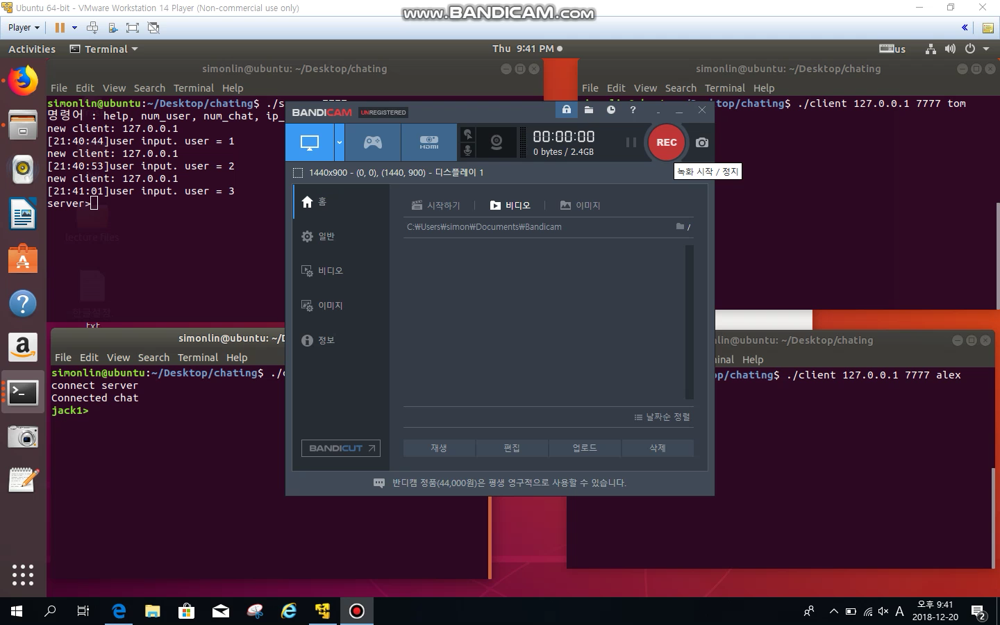 Ubuntu 64-bit - VMware Workstation 14 Player (Non-commercial use only)
www.BANDICAM.com
Player
Activities
Terminal
Thu 9:41 PM
us
simonlin@ubuntu: ~/Desktop/chating
File Edit View Search Terminal Help
simonlin@ubuntu:~/Desktop/chating$
명령어 : help, num_user, num_chat, ip_
new client: 127.0.0.1
[21:40:44]user input. user = 1
new client: 127.0.0.1
[21:40:53]user input. user = 2
new client: 127.0.0.1
[21:41:01]user input. user = 3
server>
lecture files
한글설정
txt
simonlin@ubuntu: ~/Desktop/chating
File Edit View Search Terminal Help
/chating$ ./client 127.0.0.1 7777 tom
BANDICAM UNREGISTERED
HDMI
00:00:00
0 bytes / 2.4GB
REC
녹화 시작 / 정지
1440x900 - (0, 0), (1440, 900) - 디스플레이 1
홈
일반
비디오
이미지
정보
BANDICUT
시작하기
비디오
이미지
C:₩Users₩simon₩Documents₩Bandicam
/
날짜순 정렬
재생
편집
업로드
삭제
반디캠 정품(44,000원)은 평생 영구적으로 사용할 수 있습니다.
simonlin@ubuntu: ~/D
File Edit View Search Terminal Help
simonlin@ubuntu:~/Desktop/chating$
connect server
Connected chat
jack1>
lin@ubuntu: ~/Desktop/chating
inal Help
/chating$ ./client 127.0.0.1 7777 alex
A
오후 9:41
2018-12-20
2